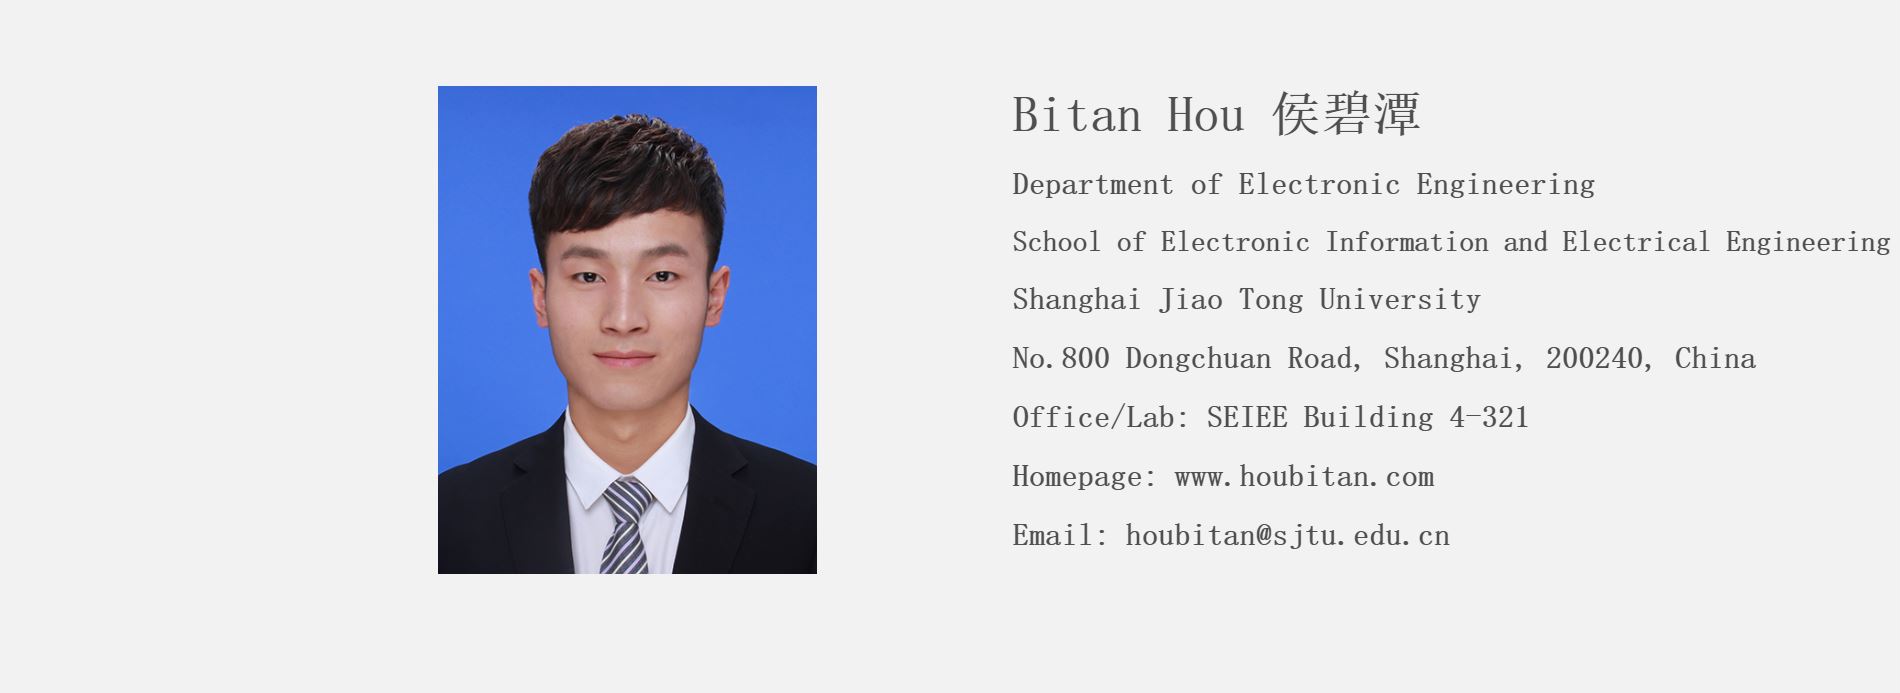 Bitan Hou 侯碧潭
Department of Electronic Engineering
School of Electronic Information and Electrical Engineering
Shanghai Jiao Tong University
No.800 Dongchuan Road, Shanghai, 200240, China
Office/Lab: SEIEE Building 4-321
Homepage: www.houbitan.com
Email: houbitan@sjtu.edu.cn